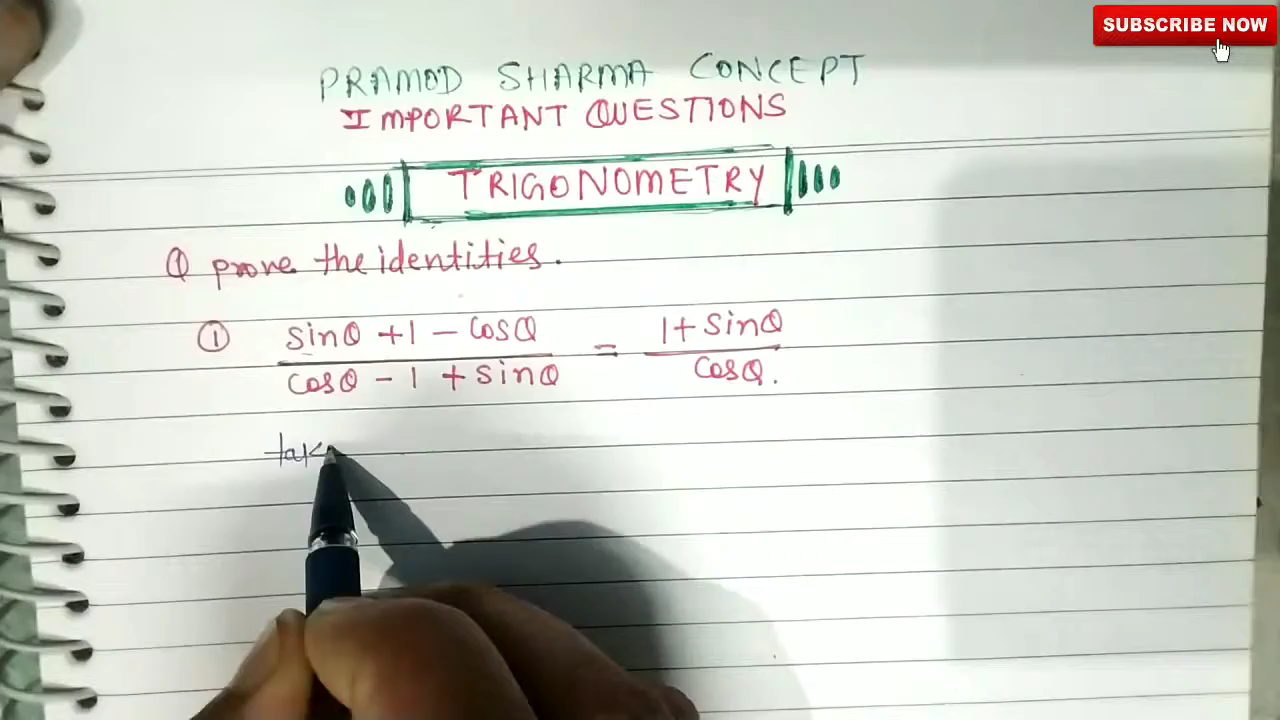 SUBSCRIBE NOW
PRAMOD SHARMA CONCEPT
IMPORTANT QUESTIONS
TRIGONOMETRY
Q prove the identities.
① sinθ + 1 - cosθ / cosθ - 1 + sinθ = 1 + sinθ / cosθ.
tak